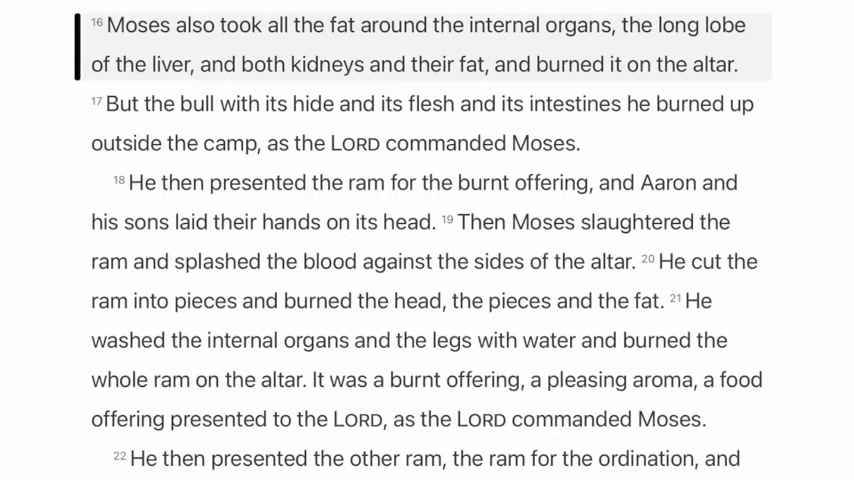 16 Moses also took all the fat around the internal organs, the long lobe
of the liver, and both kidneys and their fat, and burned it on the altar.
17 But the bull with its hide and its flesh and its intestines he burned up
outside the camp, as the LORD commanded Moses.
18 He then presented the ram for the burnt offering, and Aaron and
his sons laid their hands on its head. 19 Then Moses slaughtered the
ram and splashed the blood against the sides of the altar. 20 He cut the
ram into pieces and burned the head, the pieces and the fat. 21 He
washed the internal organs and the legs with water and burned the
whole ram on the altar. It was a burnt offering, a pleasing aroma, a food
offering presented to the LORD, as the LORD commanded Moses.
22 He then presented the other ram, the ram for the ordination, and